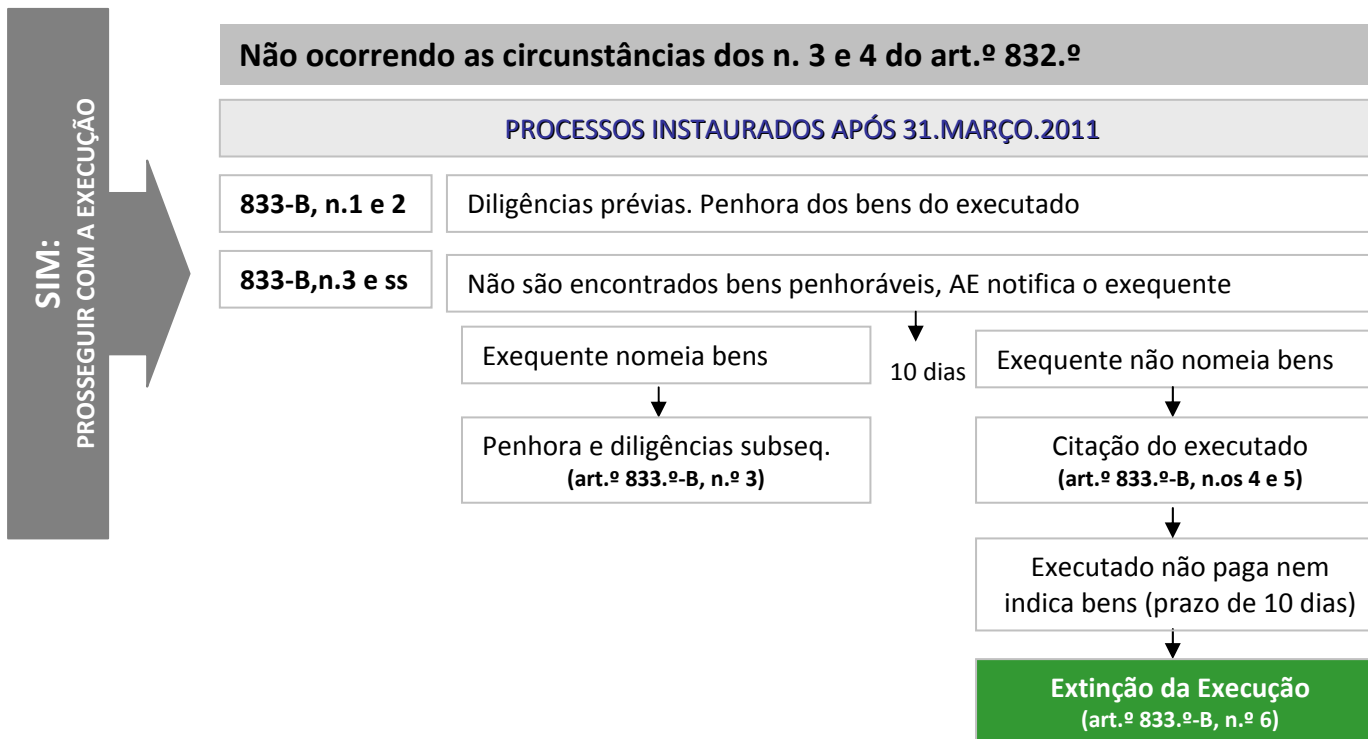 SIM:
PROSSEGUIR COM A EXECUÇÃO
Não ocorrendo as circunstâncias dos n. 3 e 4 do art.º 832.º
PROCESSOS INSTAURADOS APÓS 31.MARÇO.2011
833-B, n.1 e 2
Diligências prévias. Penhora dos bens do executado
833-B,n.3 e ss
Não são encontrados bens penhoráveis, AE notifica o exequente
Exequente nomeia bens
10 dias
Exequente não nomeia bens
Penhora e diligências subseq.
(art.º 833.º-B, n.º 3)
Citação do executado
(art.º 833.º-B, n.os 4 e 5)
Executado não paga nem
indica bens (prazo de 10 dias)
Extinção da Execução
(art.º 833.º-B, n.º 6)